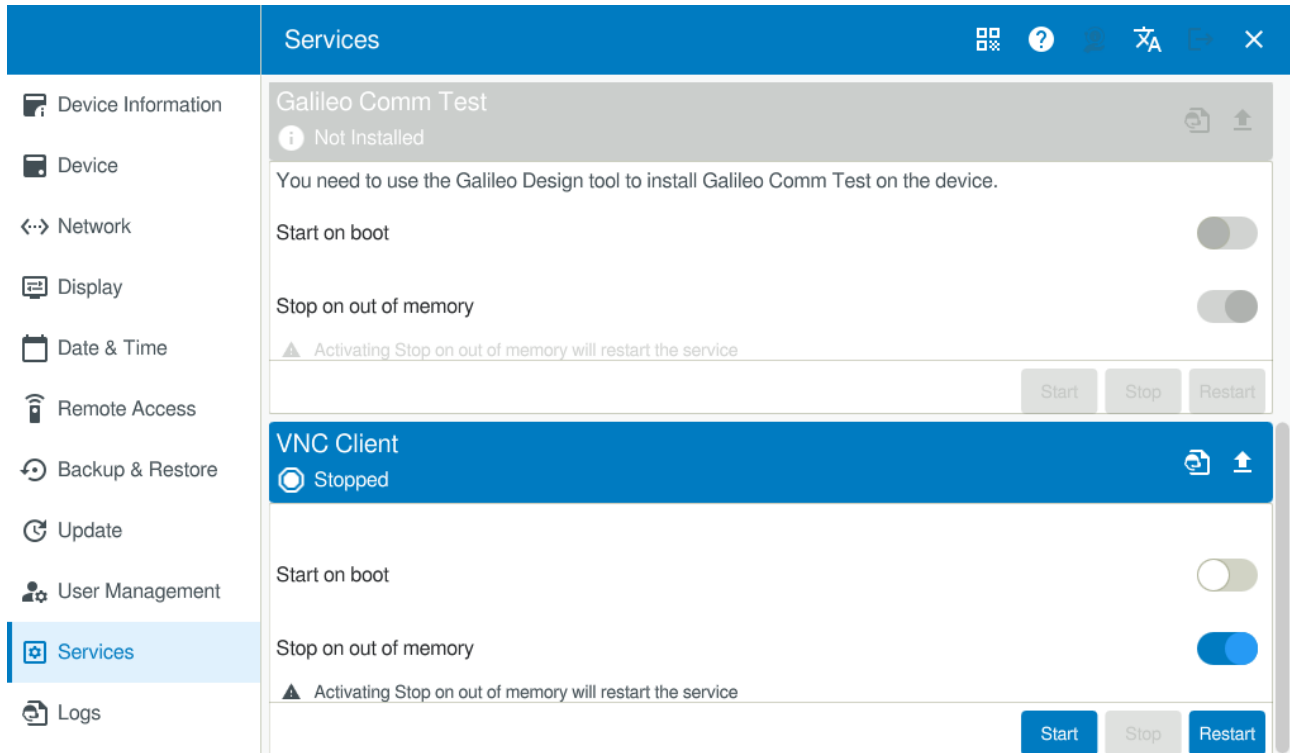 Services
Device Information
Device
Network
Display
Date & Time
Remote Access
Backup & Restore
Update
User Management
Services
Logs
Galileo Comm Test
Not Installed
You need to use the Galileo Design tool to install Galileo Comm Test on the device.
Start on boot
Stop on out of memory
Activating Stop on out of memory will restart the service
Start Stop Restart
VNC Client
Stopped
Start on boot
Stop on out of memory
Activating Stop on out of memory will restart the service
Start Stop Restart